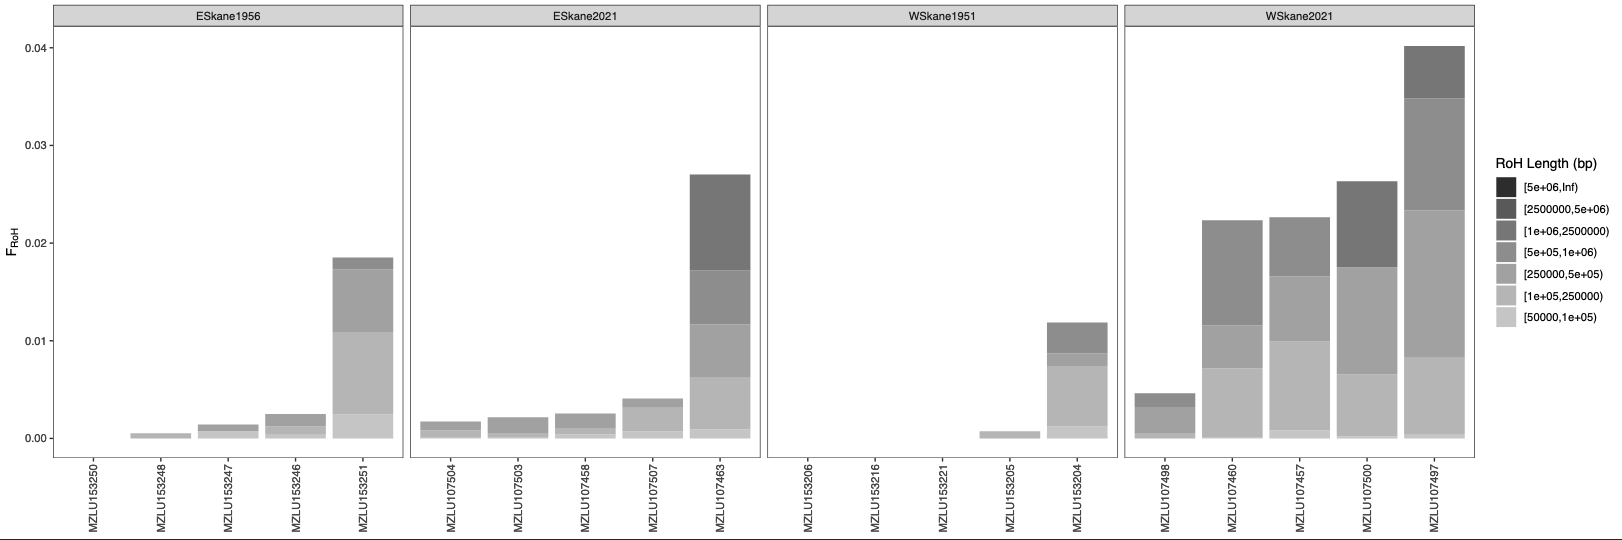 ESkane1956
ESkane2021
WSkane1951
WSkane2021
FRoH
0.04
0.03
0.02
0.01
0.00
MZLU153250
MZLU153248
MZLU153247
MZLU153246
MZLU153251
MZLU107504
MZLU107503
MZLU107458
MZLU107507
MZLU107463
MZLU153206
MZLU153216
MZLU153221
MZLU153205
MZLU153204
MZLU107498
MZLU107460
MZLU107457
MZLU107500
MZLU107497
RoH Length (bp)
[5e+06,Inf)
[2500000,5e+06)
[1e+06,2500000)
[5e+05,1e+06)
[250000,5e+05)
[1e+05,250000)
[50000,1e+05)